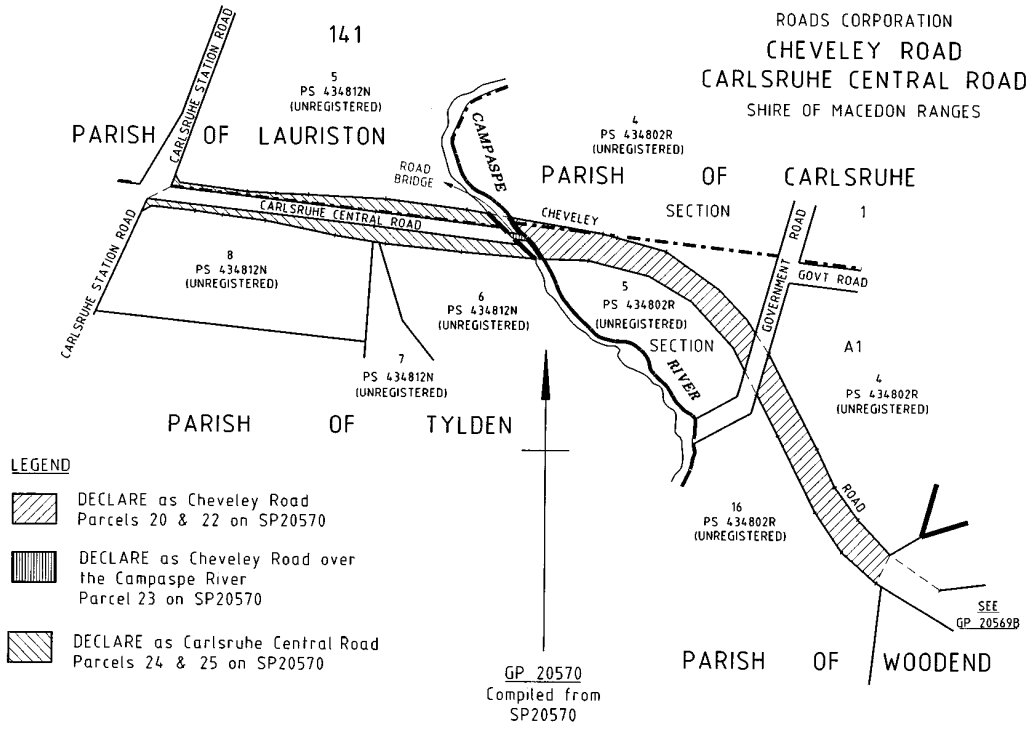 ROADS CORPORATION
CHEVELEY ROAD
CARLSRUHE CENTRAL ROAD
SHIRE OF MACEDON RANGES
141
5
PS 434812N
(UNREGISTERED)
CARLSRUHE STATION ROAD
PARISH OF LAURISTON
CAMPASPE
4
PS 434802R
(UNREGISTERED)
ROAD
BRIDGE
PARISH OF CARLSRUHE
SECTION 1
CARLSRUHE CENTRAL ROAD
CHEVELEY
GOVERNMENT ROAD
GOVT ROAD
CARLSRUHE STATION ROAD
8
PS 434812N
(UNREGISTERED)
6
PS 434812N
(UNREGISTERED)
5
PS 434802R
(UNREGISTERED)
SECTION A1
RIVER
7
PS 434812N
(UNREGISTERED)
4
PS 434802R
(UNREGISTERED)
PARISH OF TYLDEN
LEGEND
DECLARE as Cheveley Road
Parcels 20 & 22 on SP20570
DECLARE as Cheveley Road over
the Campaspe River
Parcel 23 on SP20570
DECLARE as Carlsruhe Central Road
Parcels 24 & 25 on SP20570
ROAD
16
PS 434802R
(UNREGISTERED)
SEE
GP 20569B
PARISH OF WOODEND
GP 20570
Compiled from
SP20570